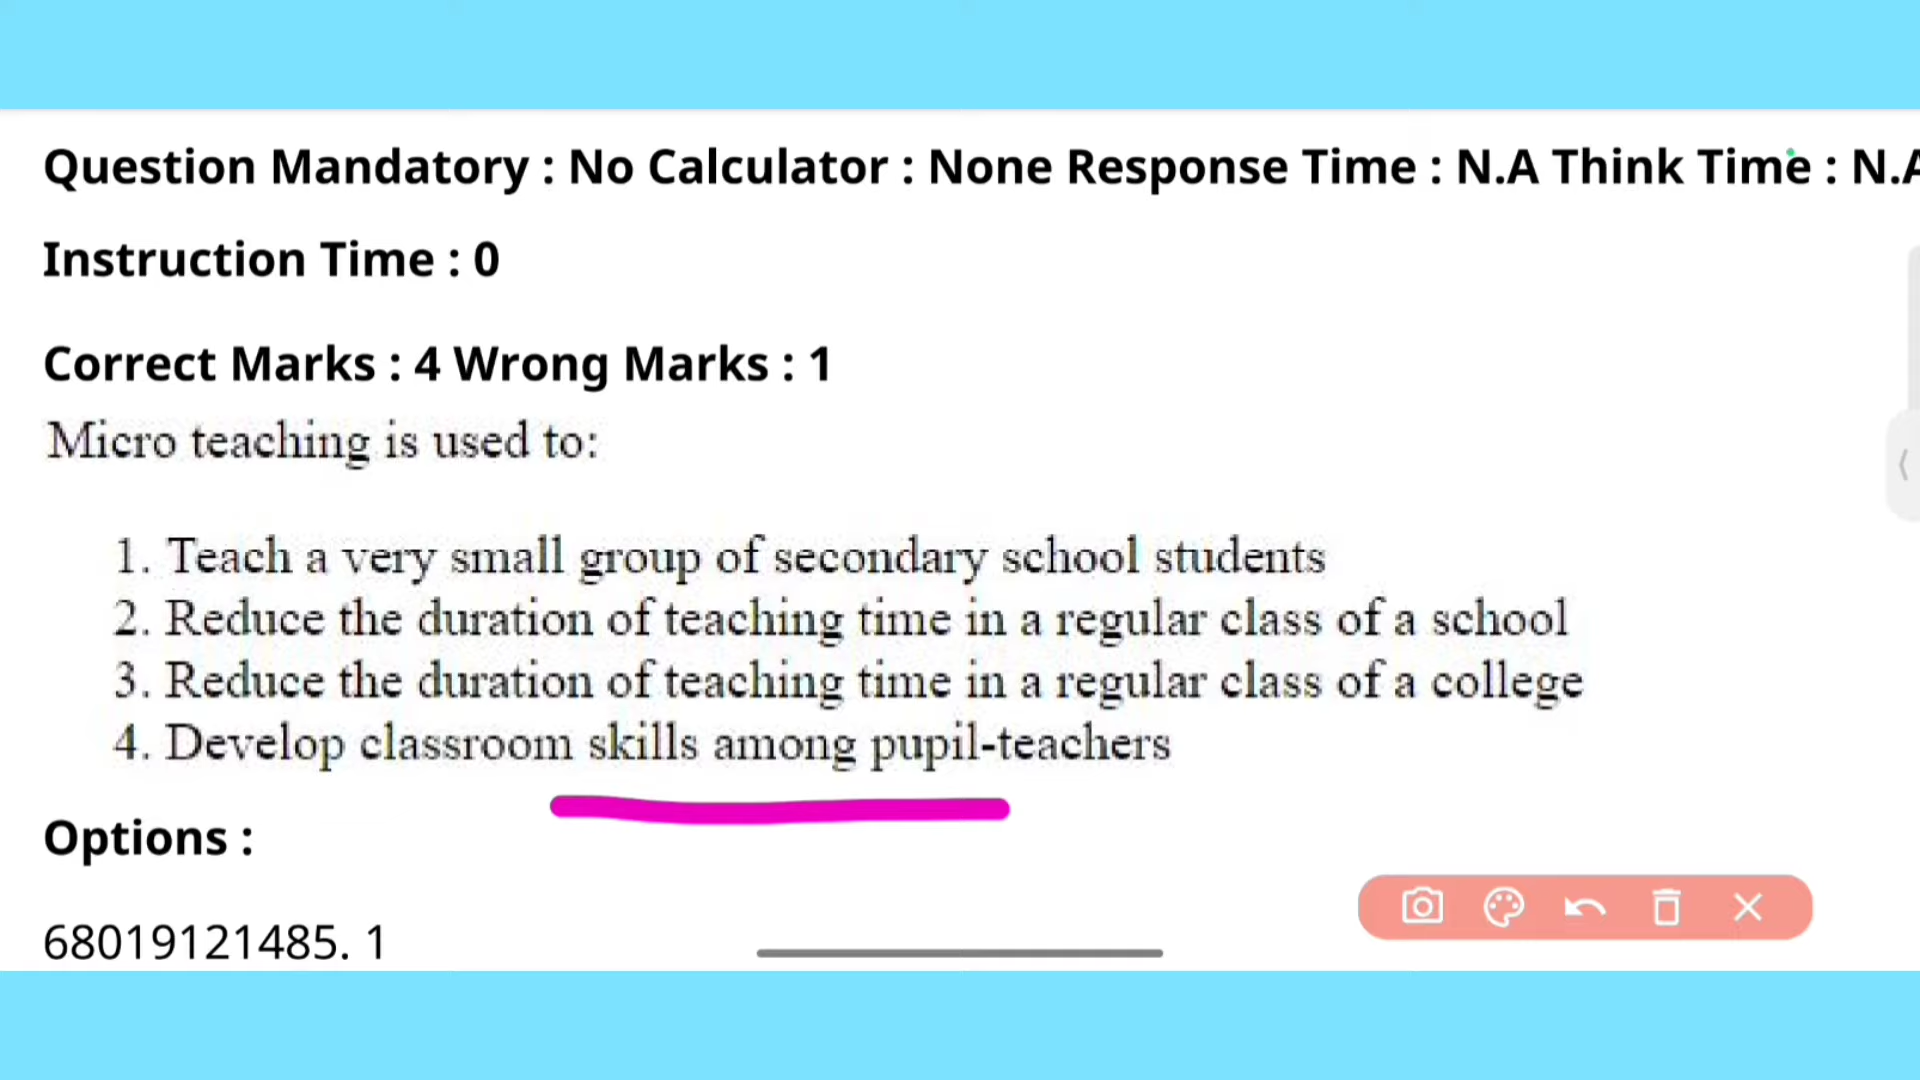 Question Mandatory : No Calculator : None Response Time : N.A Think Time : N.A
Instruction Time : 0
Correct Marks : 4 Wrong Marks : 1
Micro teaching is used to:
1. Teach a very small group of secondary school students
2. Reduce the duration of teaching time in a regular class of a school
3. Reduce the duration of teaching time in a regular class of a college
4. Develop classroom skills among pupil-teachers
Options :
68019121485. 1